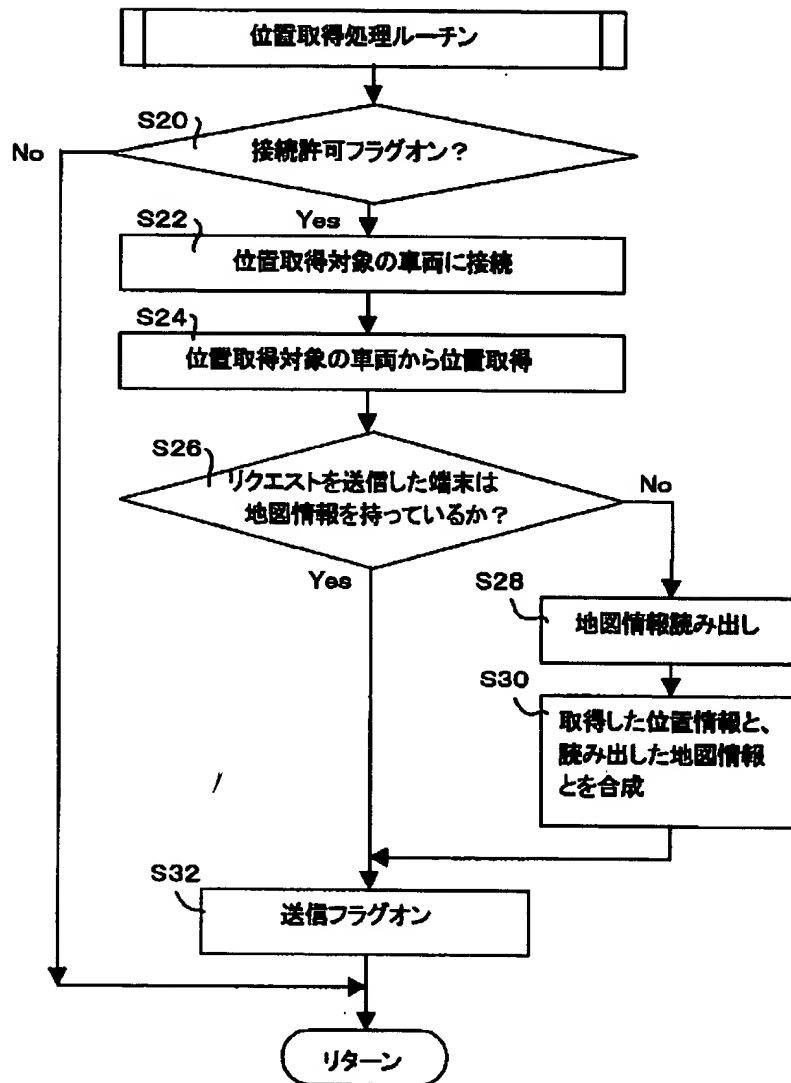 位置取得処理ルーチン
S20
No
接続許可フラグオン？
Yes
S22
位置取得対象の車両に接続
S24
位置取得対象の車両から位置取得
S26
リクエストを送信した端末は
地図情報を持っているか？
No
Yes
S28
地図情報読み出し
S30
取得した位置情報と、
読み出した地図情報
とを合成
S32
送信フラグオン
リターン